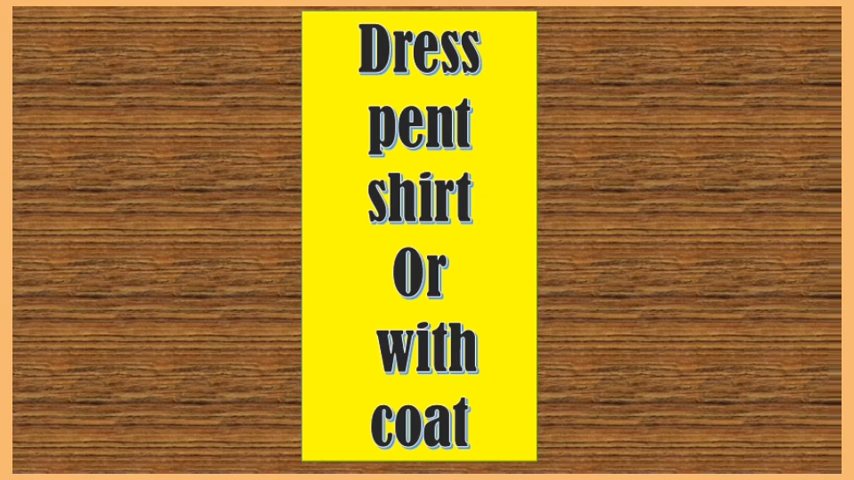 Dress
pent
shirt
Or
with
coat